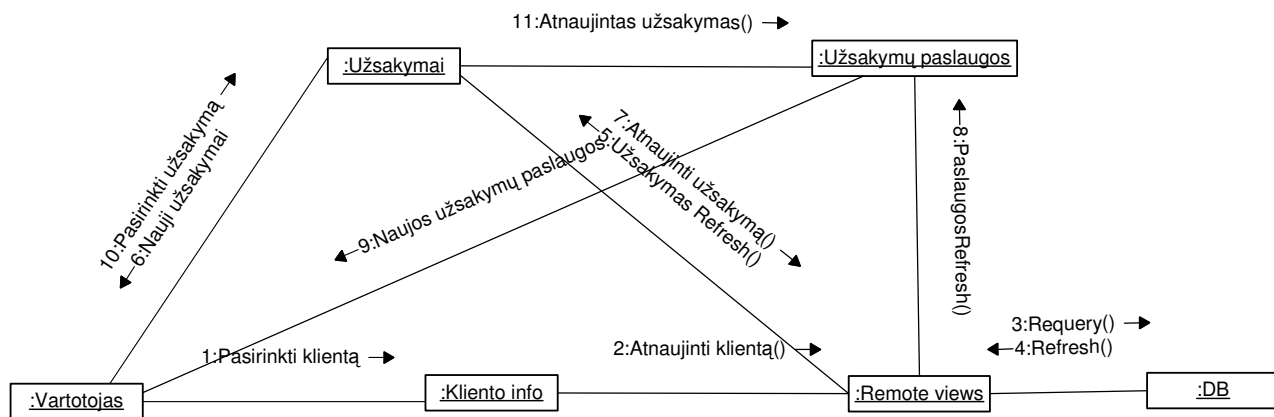 11:Atnaujintas užsakymas()
:Užsakymai
:Užsakymų paslaugos
10:Pasirinkti užsakymą
6:Nauji užsakymai
7:Atnaujinti užsakymą()
5:Užsakymas Refresh()
9:Naujos užsakymų paslaugos
8:PaslaugosRefresh()
1:Pasirinkti klientą
2:Atnaujinti klientą()
3:Requery()
4:Refresh()
:Vartotojas
:Kliento info
:Remote views
:DB